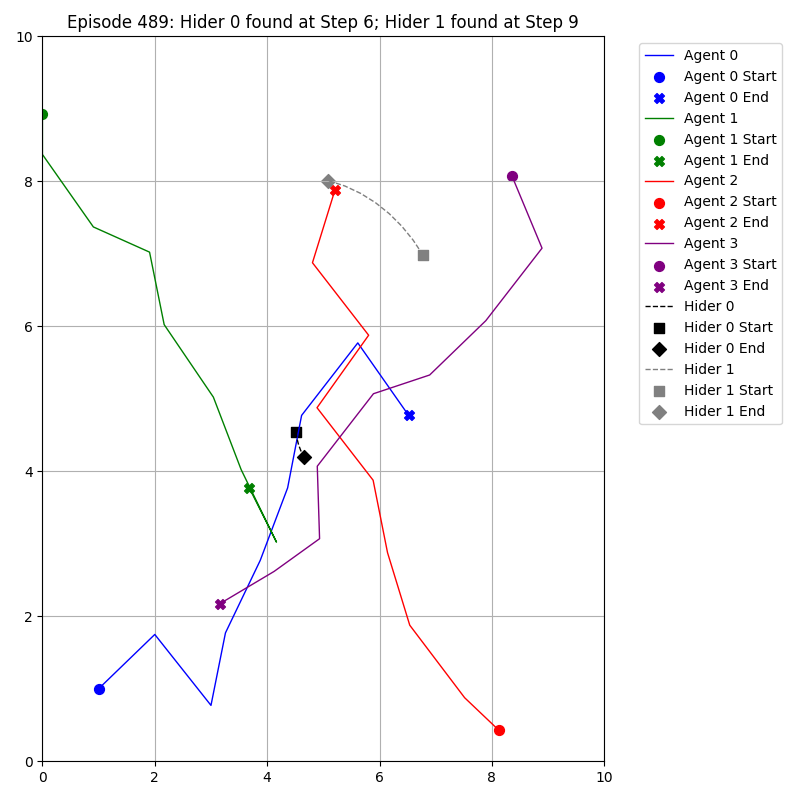 Episode 489: Hider 0 found at Step 6; Hider 1 found at Step 9
10
8
6
4
2
0
0 2 4 6 8 10
Agent 0
Agent 0 Start
Agent 0 End
Agent 1
Agent 1 Start
Agent 1 End
Agent 2
Agent 2 Start
Agent 2 End
Agent 3
Agent 3 Start
Agent 3 End
Hider 0
Hider 0 Start
Hider 0 End
Hider 1
Hider 1 Start
Hider 1 End